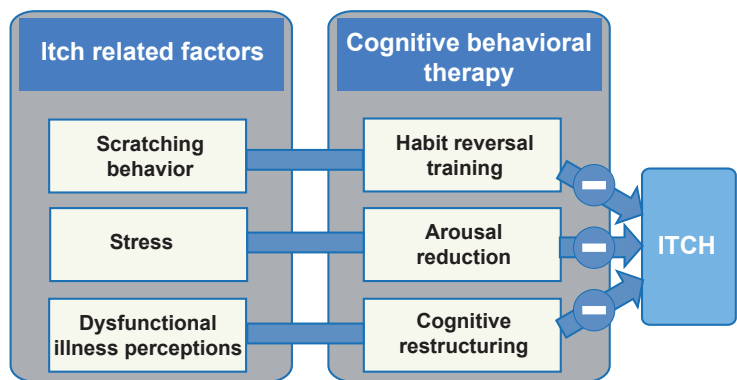 Itch related factors
Cognitive behavioral
therapy
Scratching
behavior
Habit reversal
training
Stress
Arousal
reduction
ITCH
Dysfunctional
illness perceptions
Cognitive
restructuring